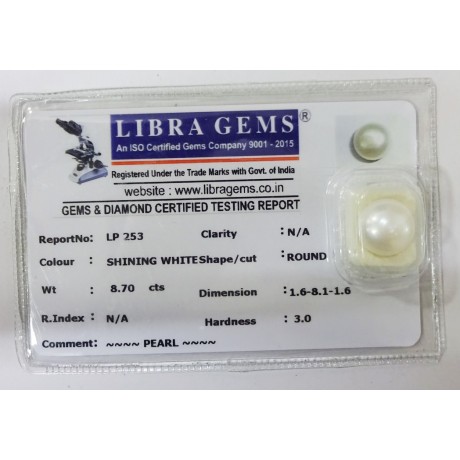 LIBRA GEMS ®
An ISO Certified Gems Company 9001 - 2015
Registered Under the Trade Marks with Govt. of India
website : www.libragems.co.in
GEMS & DIAMOND CERTIFIED TESTING REPORT
ReportNo: LP 253 Clarity : N/A
Colour : SHINING WHITE Shape/cut : ROUND
Wt : 8.70 cts Dimension : 1.6-8.1-1.6
R.Index : N/A Hardness : 3.0
Comment: ~~~~ PEARL ~~~~